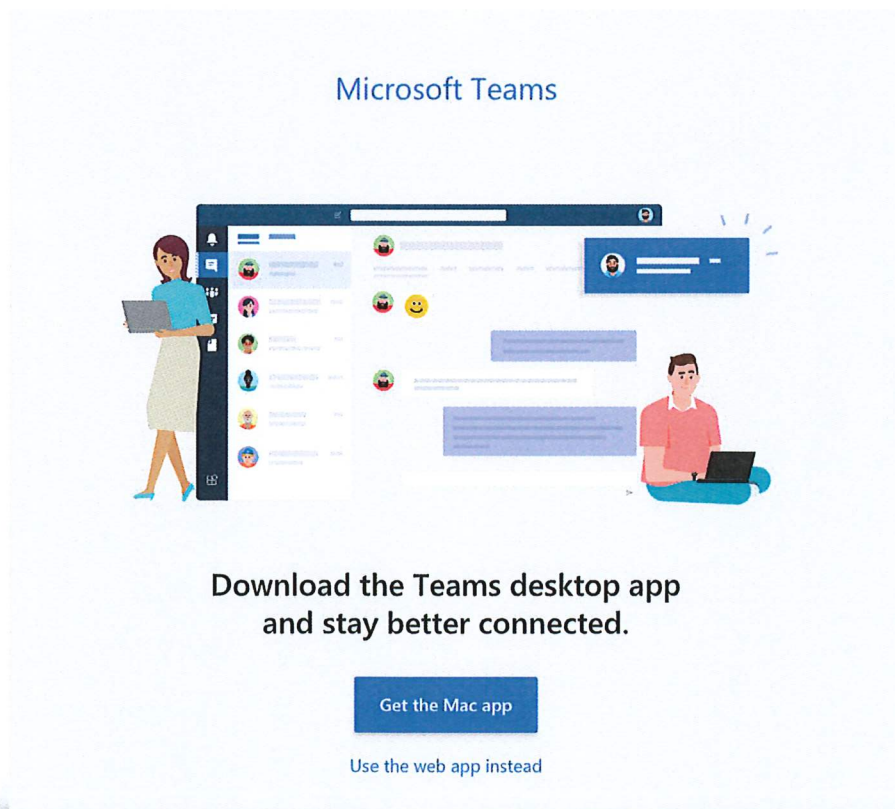 Microsoft Teams
Download the Teams desktop app
and stay better connected.
Get the Mac app
Use the web app instead